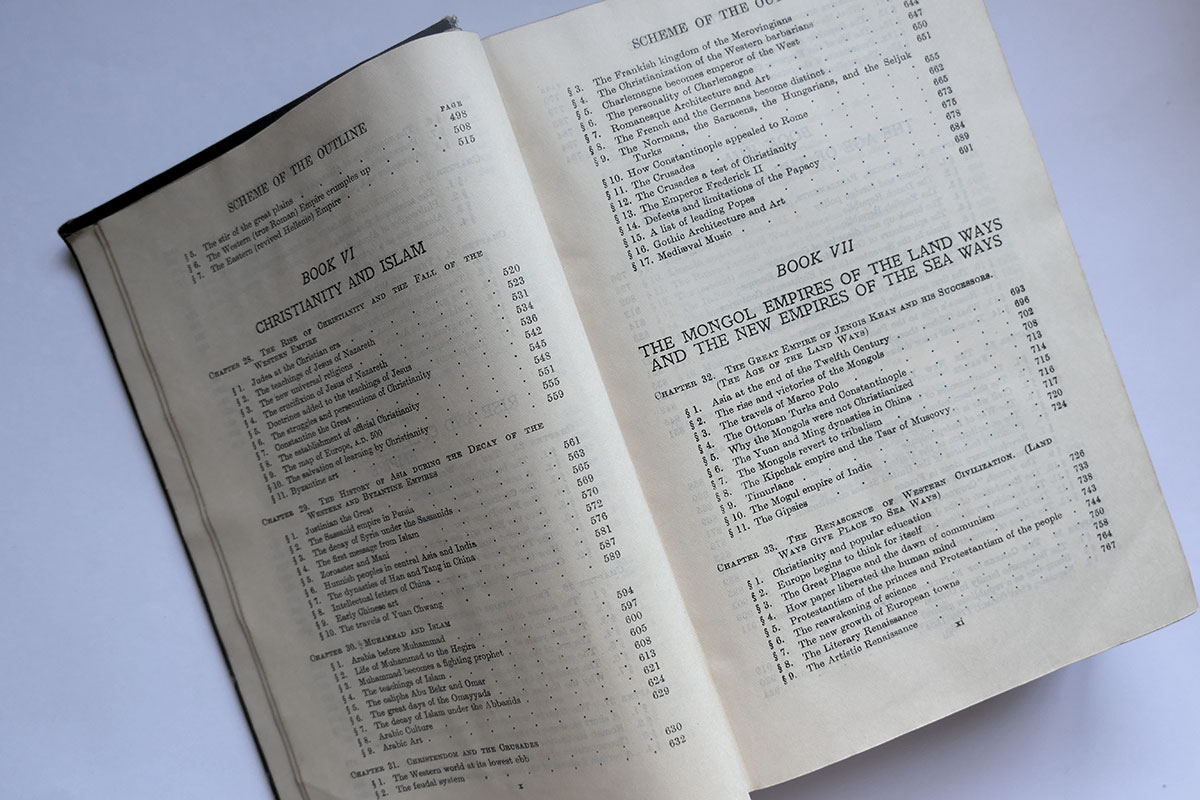 SCHEME OF THE OUTLINE
PAGE
§ 5. The stir of the great plains . . . 498
§ 6. The Western (true Roman) Empire crumples up . . . 508
§ 7. The Eastern (revived Hellenic) Empire . . . 515
BOOK VI
CHRISTIANITY AND ISLAM
CHAPTER 28. THE RISE OF CHRISTIANITY AND THE FALL OF THE
WESTERN EMPIRE
§ 1. Judea at the Christian era . . . 520
§ 2. The teachings of Jesus of Nazareth . . . 523
§ 3. The new universal religions . . . 531
§ 4. The crucifixion of Jesus of Nazareth . . . 534
§ 5. Doctrines added to the teachings of Jesus . . . 536
§ 6. The struggles and persecutions of Christianity . . . 542
§ 7. Constantine the Great . . . 545
§ 8. The establishment of official Christianity . . . 548
§ 9. The map of Europe, A.D. 500 . . . 551
§ 10. The salvation of learning by Christianity . . . 555
§ 11. Byzantine art . . . 559
CHAPTER 29. THE HISTORY OF ASIA DURING THE DECAY OF THE
WESTERN AND BYZANTINE EMPIRES
§ 1. Justinian the Great . . . 561
§ 2. The Sassanid empire in Persia . . . 563
§ 3. The decay of Syria under the Sassanids . . . 565
§ 4. The first message from Islam . . . 569
§ 5. Zoroaster and Mani . . . 570
§ 6. Hunnish peoples in central Asia and India . . . 572
§ 7. The dynasties of Han and Tang in China . . . 576
§ 8. Intellectual fetters of China . . . 581
§ 9. Early Chinese art . . . 587
§ 10. The travels of Yuan Chwang . . . 589
CHAPTER 30. MUHAMMAD AND ISLAM
§ 1. Arabia before Muhammad . . . 594
§ 2. Life of Muhammad to the Hegira . . . 597
§ 3. Muhammad becomes a fighting prophet . . . 600
§ 4. The teachings of Islam . . . 605
§ 5. The caliphs Abu Bekr and Omar . . . 608
§ 6. The great days of the Omayyads . . . 613
§ 7. The decay of Islam under the Abbasids . . . 621
§ 8. Arabic Culture . . . 624
§ 9. Arabic Art . . . 629
CHAPTER 31. CHRISTENDOM AND THE CRUSADES
§ 1. The Western world at its lowest ebb . . . 630
§ 2. The feudal system . . . 632
x
SCHEME OF THE OU
§ 3. The Frankish kingdom of the Merovingians
§ 4. The Christianization of the Western barbarians
§ 5. Charlemagne becomes emperor of the West . . . 644
§ 6. The personality of Charlemagne . . . 647
§ 7. Romanesque Architecture and Art . . . 650
§ 8. The French and the Germans become distinct . . . 651
§ 9. The Normans, the Saracens, the Hungarians, and the Seljuk
Turks . . . 655
§ 10. How Constantinople appealed to Rome . . . 662
§ 11. The Crusades . . . 665
§ 12. The Crusades a test of Christianity . . . 673
§ 13. The Emperor Frederick II . . . 675
§ 14. Defects and limitations of the Papacy . . . 678
§ 15. A list of leading Popes . . . 684
§ 16. Gothic Architecture and Art . . . 689
§ 17. Mediæval Music . . . 691
BOOK VII
THE MONGOL EMPIRES OF THE LAND WAYS
AND THE NEW EMPIRES OF THE SEA WAYS
CHAPTER 32. THE GREAT EMPIRE OF JENGIS KHAN AND HIS SUCCESSORS.
(THE AGE OF THE LAND WAYS)
§ 1. Asia at the end of the Twelfth Century . . . 693
§ 2. The rise and victories of the Mongols . . . 696
§ 3. The travels of Marco Polo . . . 702
§ 4. The Ottoman Turks and Constantinople . . . 708
§ 5. Why the Mongols were not Christianized . . . 713
§ 6. The Yuan and Ming dynasties in China . . . 714
§ 7. The Mongols revert to tribalism . . . 715
§ 8. The Kipchak empire and the Tsar of Muscovy . . . 716
§ 9. Timurlane . . . 717
§ 10. The Mogul empire of India . . . 720
§ 11. The Gipsies . . . 724
CHAPTER 33. THE RENASCENCE OF WESTERN CIVILIZATION. (LAND
WAYS GIVE PLACE TO SEA WAYS)
§ 1. Christianity and popular education . . . 726
§ 2. Europe begins to think for itself . . . 733
§ 3. The Great Plague and the dawn of communism . . . 738
§ 4. How paper liberated the human mind . . . 743
§ 5. Protestantism of the princes and Protestantism of the people . 744
§ 6. The reawakening of science . . . 750
§ 7. The new growth of European towns . . . 758
§ 8. The Literary Renaissance . . . 764
§ 9. The Artistic Renaissance . . . 767
xi